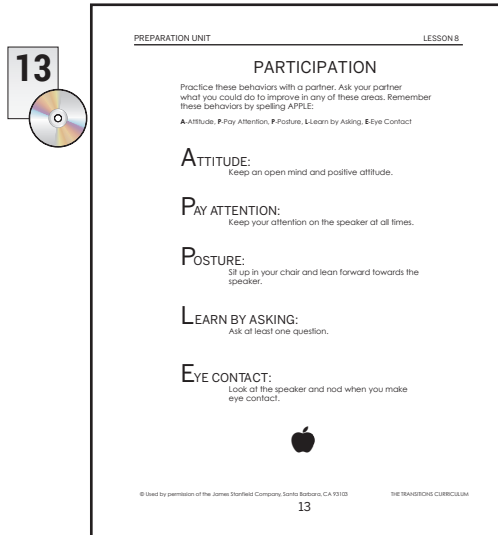 13
PREPARATION UNIT LESSON 8
PARTICIPATION
Practice these behaviors with a partner. Ask your partner
what you could do to improve in any of these areas. Remember
these behaviors by spelling APPLE:
A-Attitude, P-Pay Attention, P-Posture, L-Learn by Asking, E-Eye Contact
ATTITUDE:
Keep an open mind and positive attitude.
PAY ATTENTION:
Keep your attention on the speaker at all times.
POSTURE:
Sit up in your chair and lean forward towards the
speaker.
LEARN BY ASKING:
Ask at least one question.
EYE CONTACT:
Look at the speaker and nod when you make
eye contact.
© Used by permission of the James Stanfield Company, Santa Barbara, CA 93103 THE TRANSITIONS CURRICULUM
13